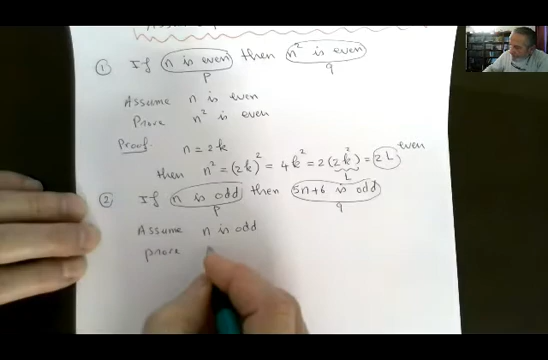 ① If n is even then n² is even
p q
Assume n is even
Prove n² is even
Proof. n = 2k
then n² = (2k)² = 4k² = 2(2k²) = 2L even
L
② If n is odd then 5n+6 is odd
p q
Assume n is odd
prove